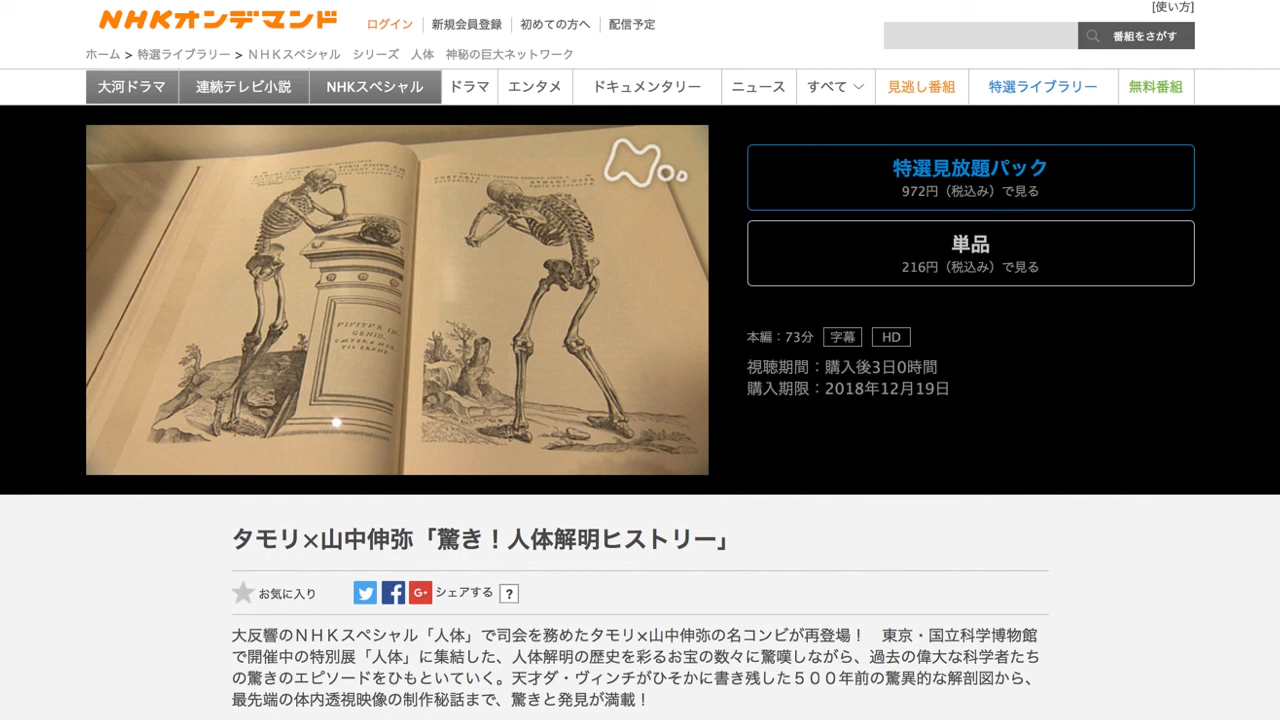 [使い方]
NHKオンデマンド
ログイン 新規会員登録 初めての方へ 配信予定
番組をさがす
ホーム > 特選ライブラリー > ＮＨＫスペシャル　シリーズ　人体　神秘の巨大ネットワーク
大河ドラマ 連続テレビ小説 NHKスペシャル ドラマ エンタメ ドキュメンタリー ニュース すべて 見逃し番組 特選ライブラリー 無料番組
VIVITVR IN-
GENIO,
特選見放題パック
972円（税込み）で見る
単品
216円（税込み）で見る
本編：73分 字幕 HD
視聴期間：購入後3日0時間
購入期限：2018年12月19日
タモリ×山中伸弥「驚き！人体解明ヒストリー」
お気に入り G+ シェアする ?
大反響のＮＨＫスペシャル「人体」で司会を務めたタモリ×山中伸弥の名コンビが再登場！　東京・国立科学博物館
で開催中の特別展「人体」に集結した、人体解明の歴史を彩るお宝の数々に驚嘆しながら、過去の偉大な科学者たち
の驚きのエピソードをひもといていく。天才ダ・ヴィンチがひそかに書き残した５００年前の驚異的な解剖図から、
最先端の体内透視映像の制作秘話まで、驚きと発見が満載！